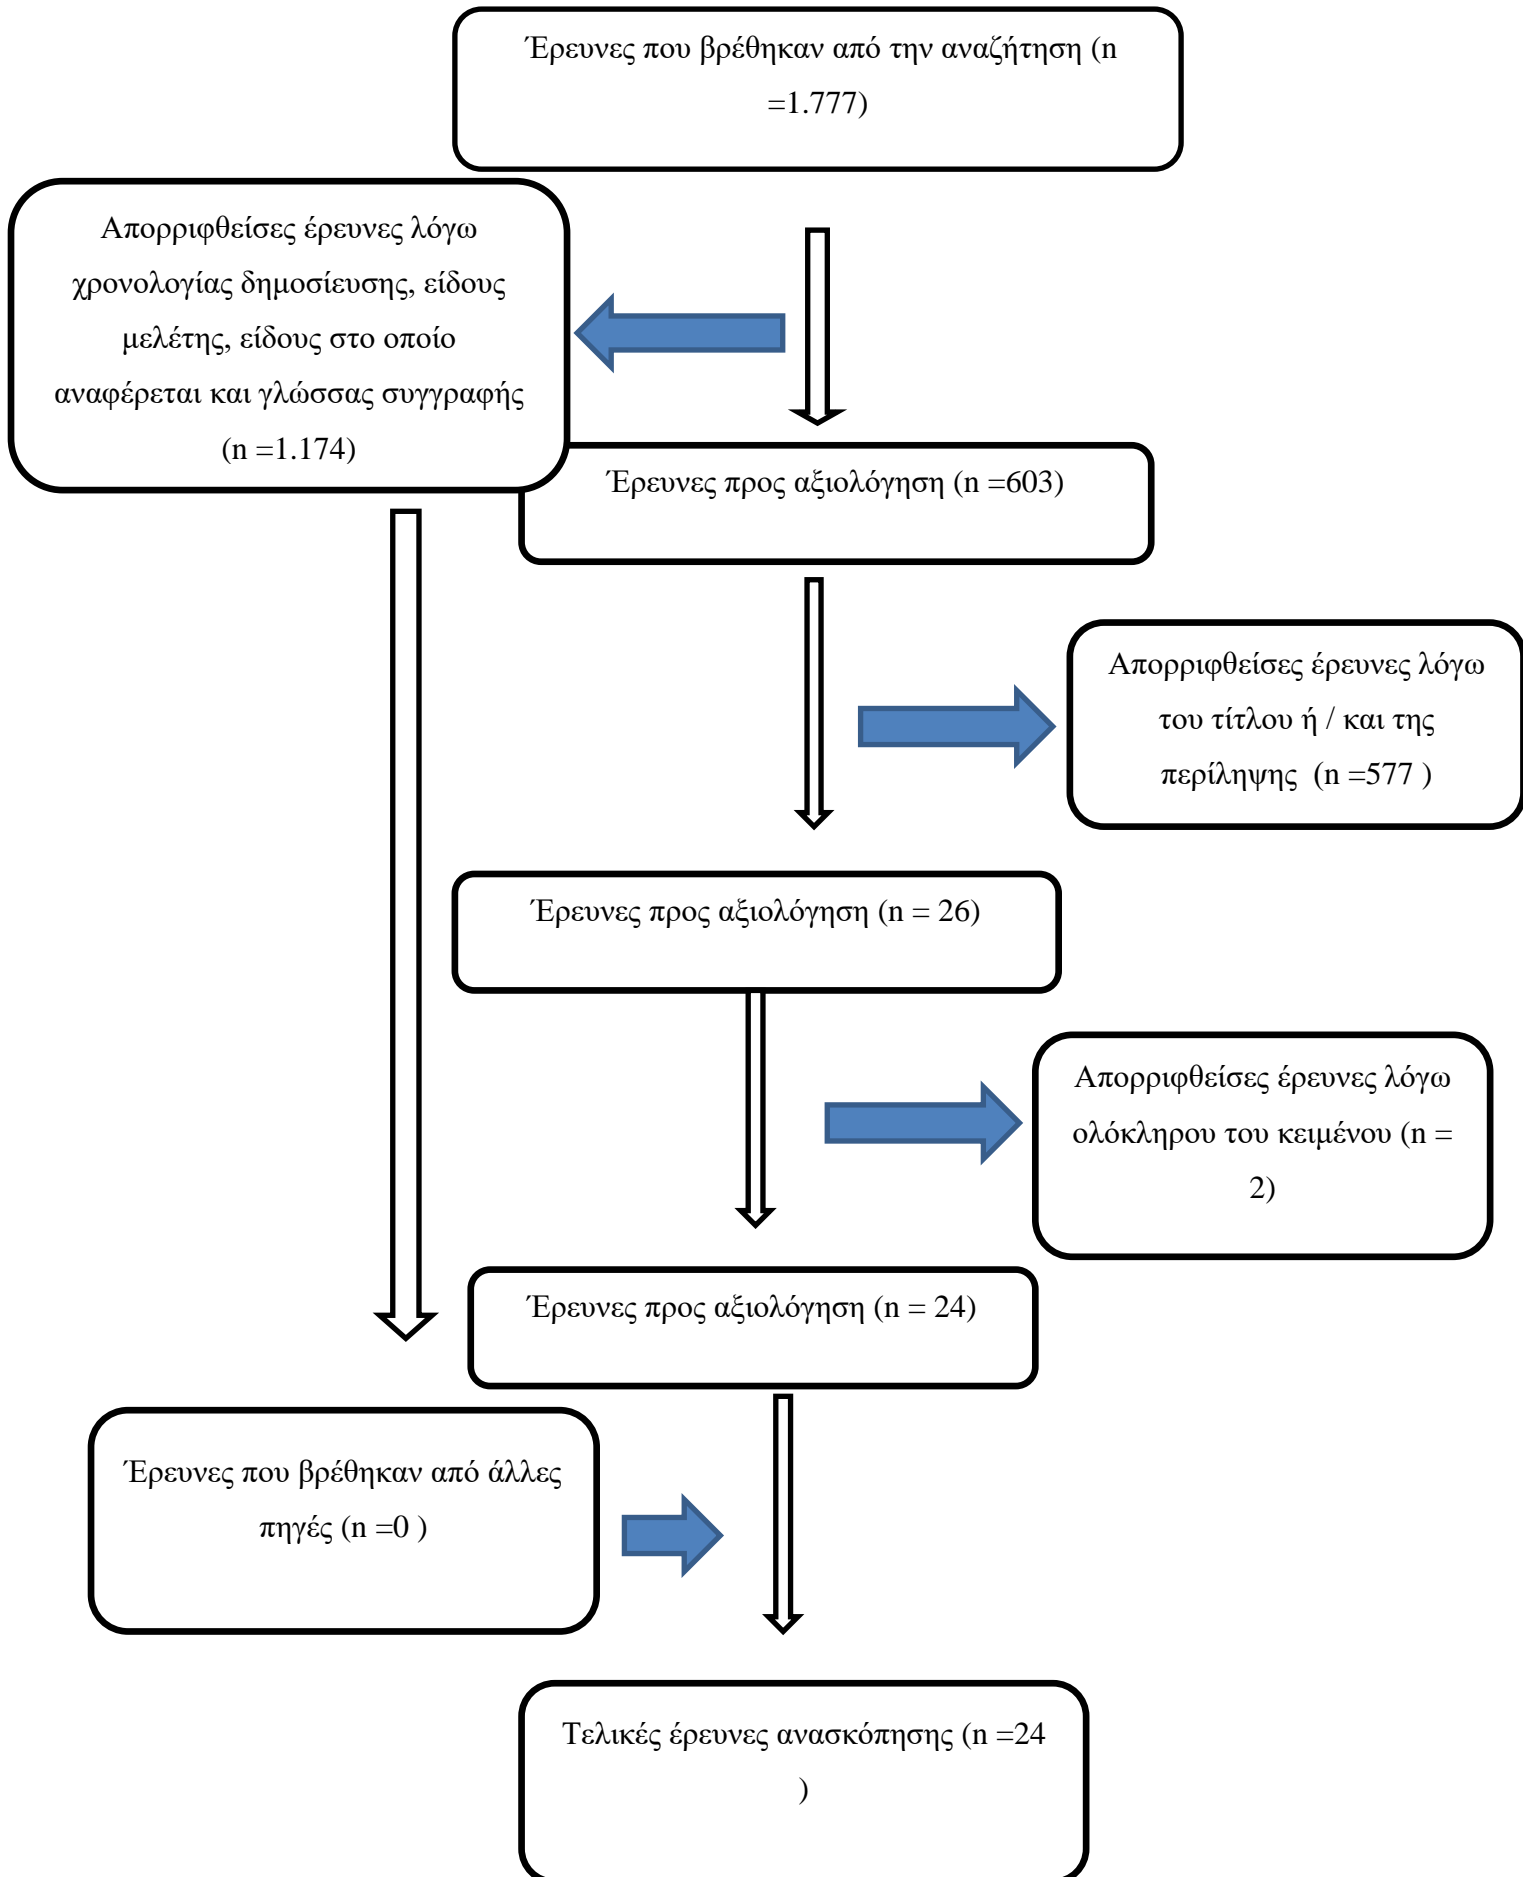 Έρευνες που βρέθηκαν από την αναζήτηση (n
=1.777)
Απορριφθείσες έρευνες λόγω
χρονολογίας δημοσίευσης, είδους
μελέτης, είδους στο οποίο
αναφέρεται και γλώσσας συγγραφής
(n =1.174)
Έρευνες προς αξιολόγηση (n =603)
Απορριφθείσες έρευνες λόγω
του τίτλου ή / και της
περίληψης (n =577 )
Έρευνες προς αξιολόγηση (n = 26)
Απορριφθείσες έρευνες λόγω
ολόκληρου του κειμένου (n =
2)
Έρευνες προς αξιολόγηση (n = 24)
Έρευνες που βρέθηκαν από άλλες
πηγές (n =0 )
Τελικές έρευνες ανασκόπησης (n =24
)